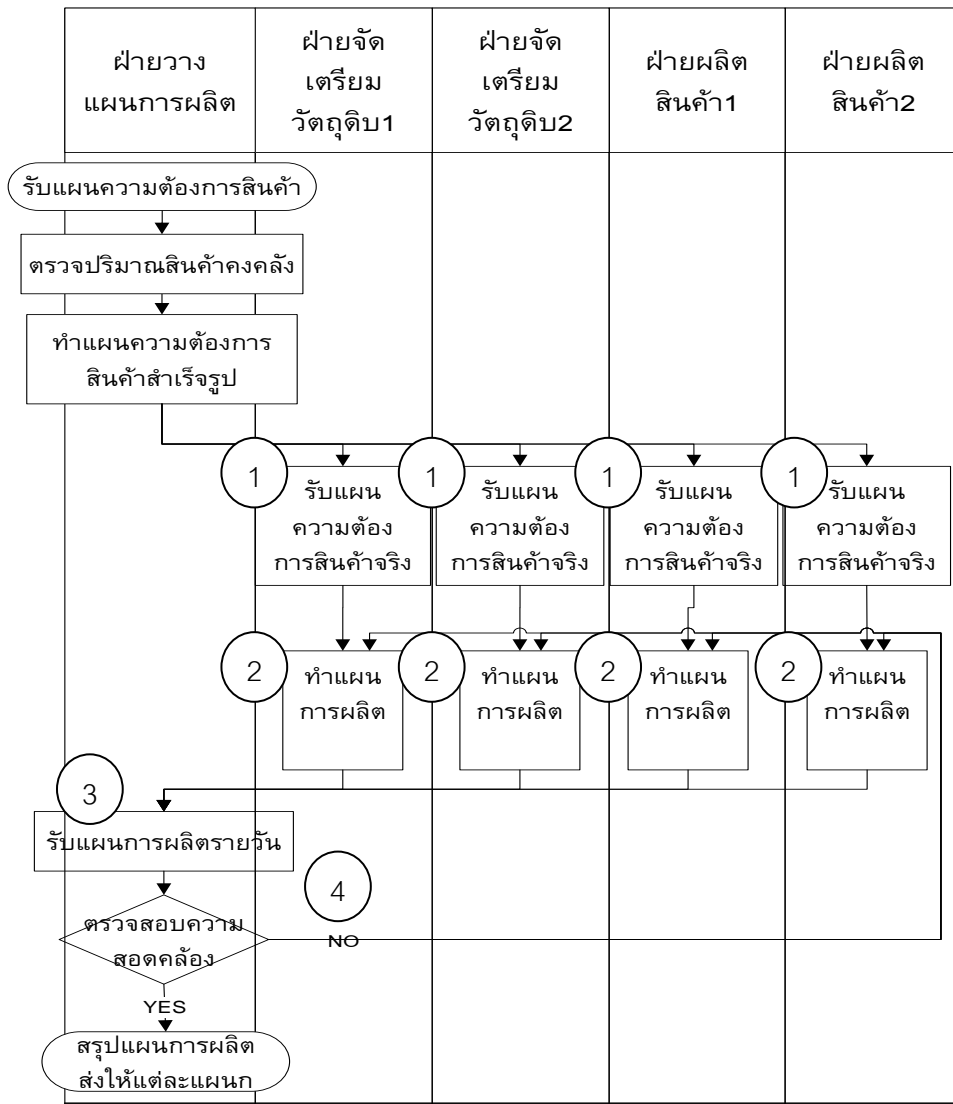 ฝ่ายวาง
แผนการผลิต
ฝ่ายจัด
เตรียม
วัตถุดิบ1
ฝ่ายจัด
เตรียม
วัตถุดิบ2
ฝ่ายผลิต
สินค้า1
ฝ่ายผลิต
สินค้า2
รับแผนความต้องการสินค้า
ตรวจปริมาณสินค้าคงคลัง
ทำแผนความต้องการ
สินค้าสำเร็จรูป
1
รับแผน
ความต้อง
การสินค้าจริง
1
รับแผน
ความต้อง
การสินค้าจริง
1
รับแผน
ความต้อง
การสินค้าจริง
1
รับแผน
ความต้อง
การสินค้าจริง
2
ทำแผน
การผลิต
2
ทำแผน
การผลิต
2
ทำแผน
การผลิต
2
ทำแผน
การผลิต
3
รับแผนการผลิตรายวัน
4
ตรวจสอบความ
สอดคล้อง
NO
YES
สรุปแผนการผลิต
ส่งให้แต่ละแผนก